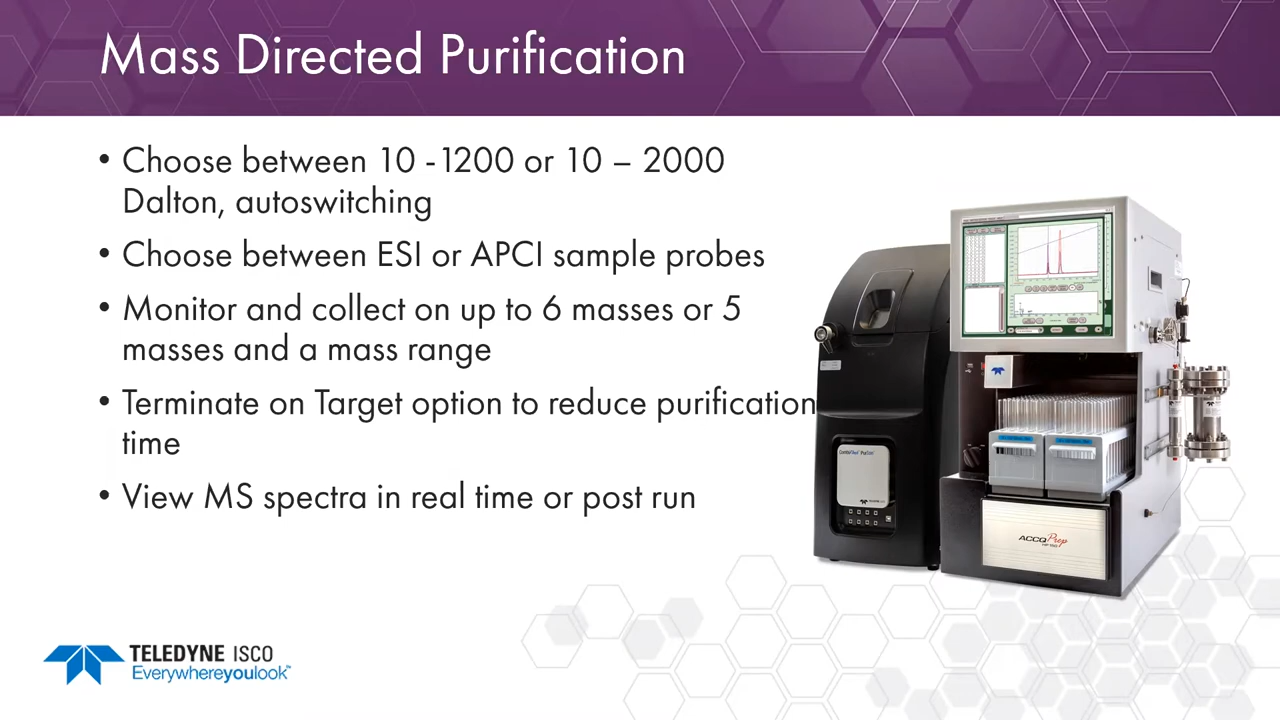 Mass Directed Purification
• Choose between 10 -1200 or 10 – 2000
Dalton, autoswitching
• Choose between ESI or APCI sample probes
• Monitor and collect on up to 6 masses or 5
masses and a mass range
• Terminate on Target option to reduce purification
time
• View MS spectra in real time or post run
ACCQPrep
TELEDYNE ISCO
Everywhereyoulook™